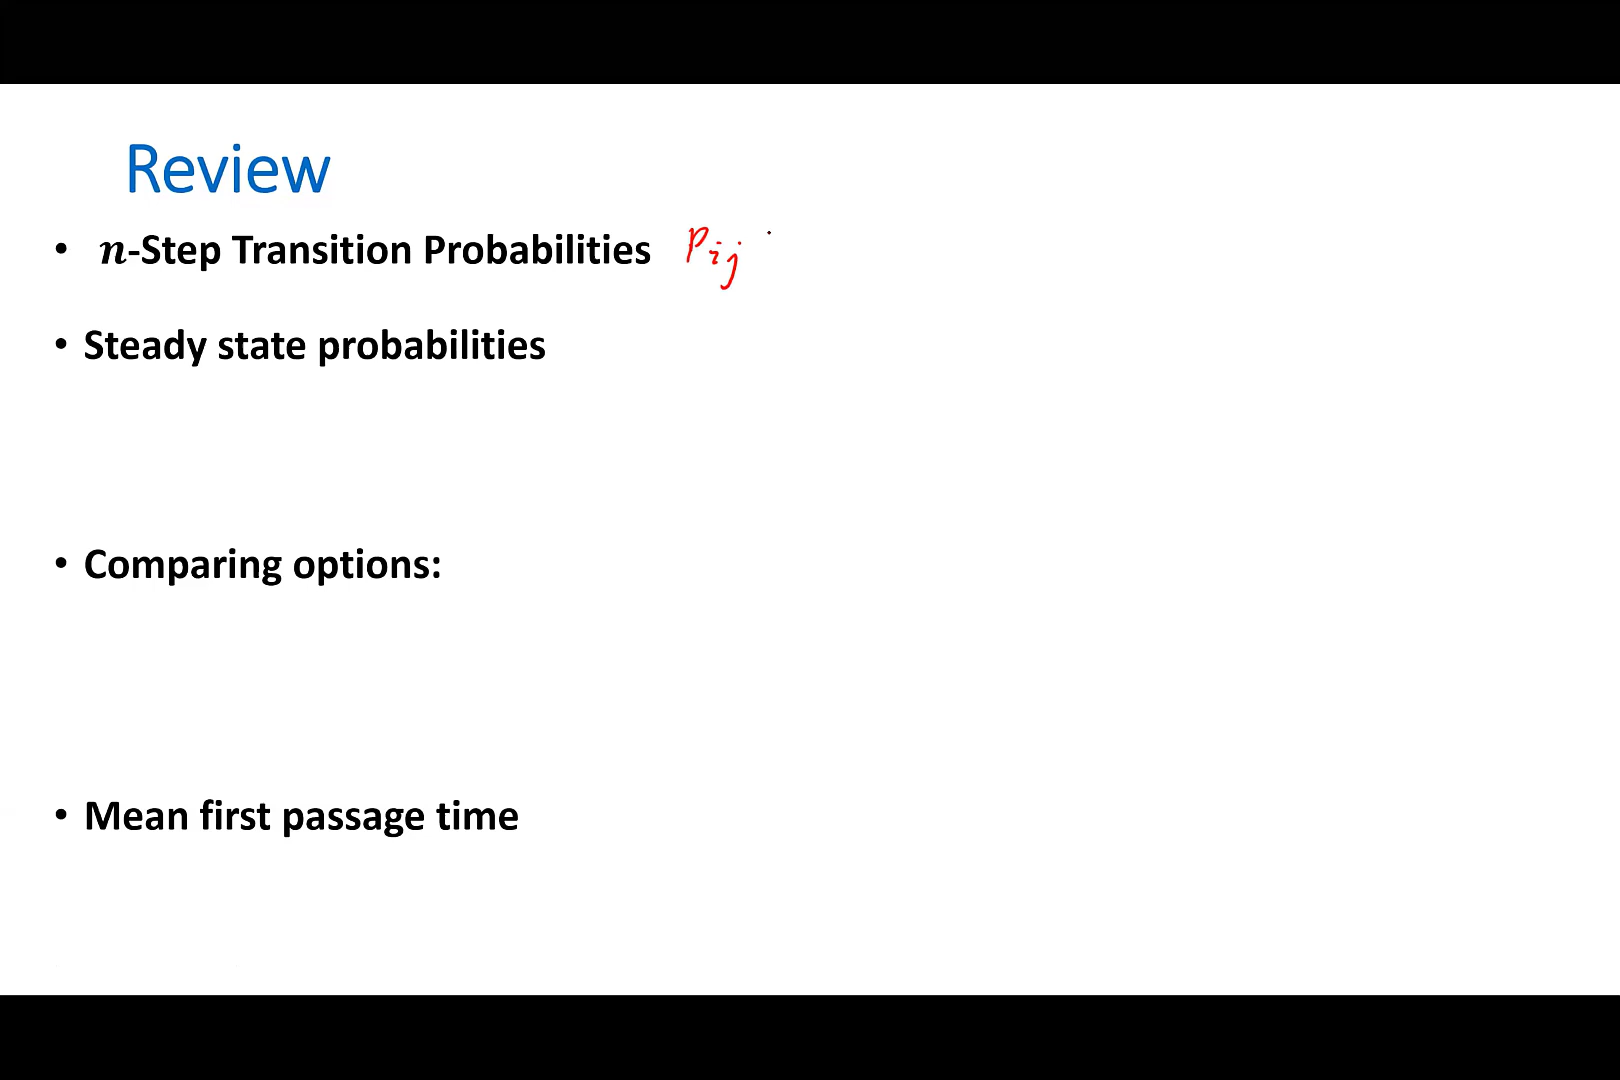 Review
• n-Step Transition Probabilities Pij
• Steady state probabilities
• Comparing options:
• Mean first passage time